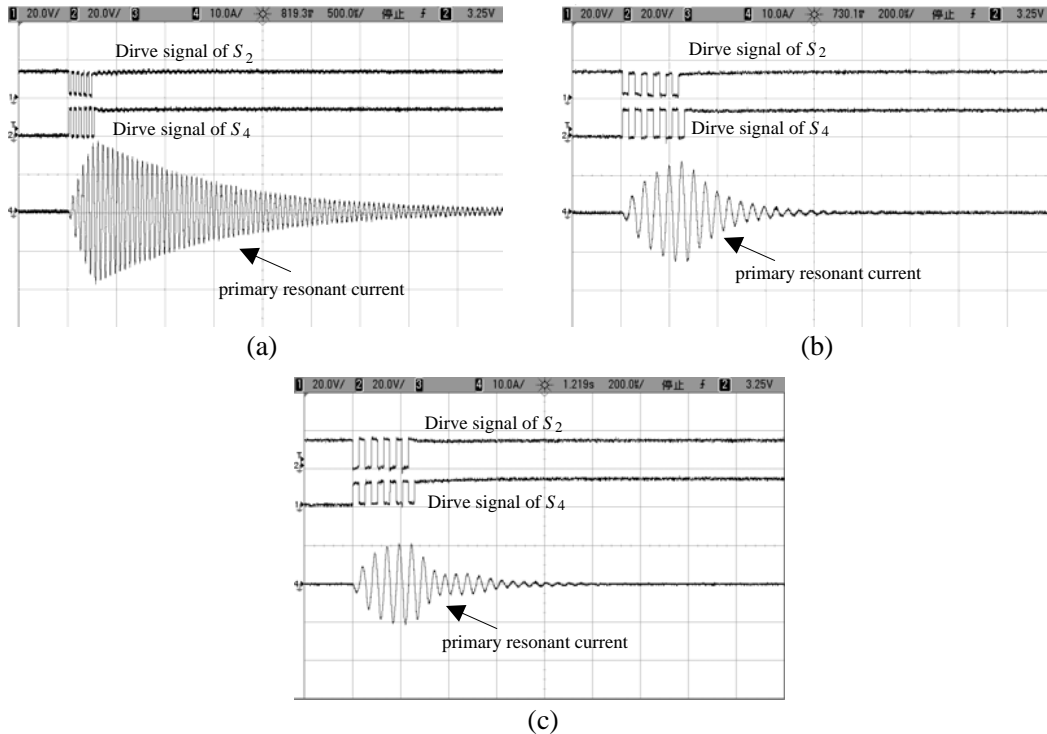 1 20.0V/ 2 20.0V/ 3 4 10.0A/ 819.3 500.0 停止 2 3.25V
Dirve signal of S2
Dirve signal of S4
primary resonant current
(a)
1 20.0V/ 2 20.0V/ 3 4 10.0A/ 730.1 200.0 停止 2 3.25V
Dirve signal of S2
Dirve signal of S4
primary resonant current
(b)
1 20.0V/ 2 20.0V/ 3 4 10.0A/ 1.219s 200.0 停止 2 3.25V
Dirve signal of S2
Dirve signal of S4
primary resonant current
(c)